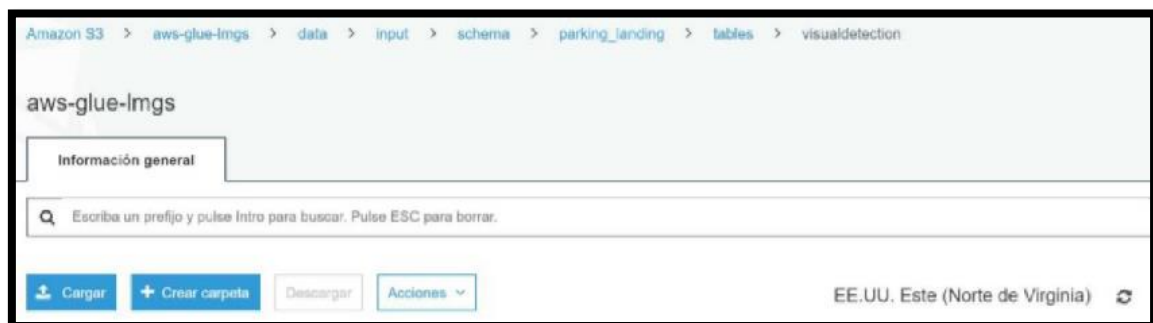 Amazon S3 > aws-glue-lmgs > data > input > schema > parking_landing > tables > visualdetection
aws-glue-lmgs
Información general
Escriba un prefijo y pulse Intro para buscar. Pulse ESC para borrar.
Cargar + Crear carpeta Descargar Acciones EE.UU. Este (Norte de Virginia)